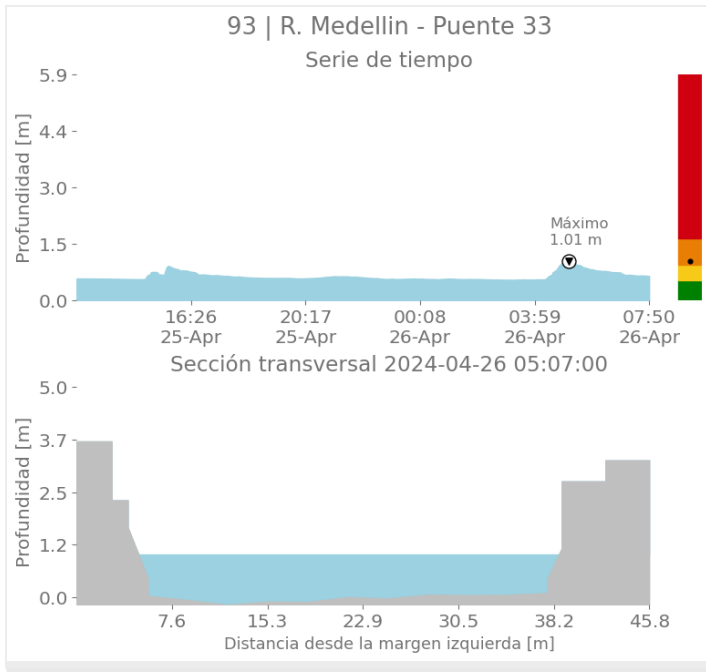 93 | R. Medellin - Puente 33
Serie de tiempo
5.9
4.4
3.0
1.5
0.0
Profundidad [m]
Máximo
1.01 m
16:26 20:17 00:08 03:59 07:50
25-Apr 25-Apr 26-Apr 26-Apr 26-Apr
Sección transversal 2024-04-26 05:07:00
5.0
3.7
2.5
1.2
0.0
Profundidad [m]
7.6 15.3 22.9 30.5 38.2 45.8
Distancia desde la margen izquierda [m]